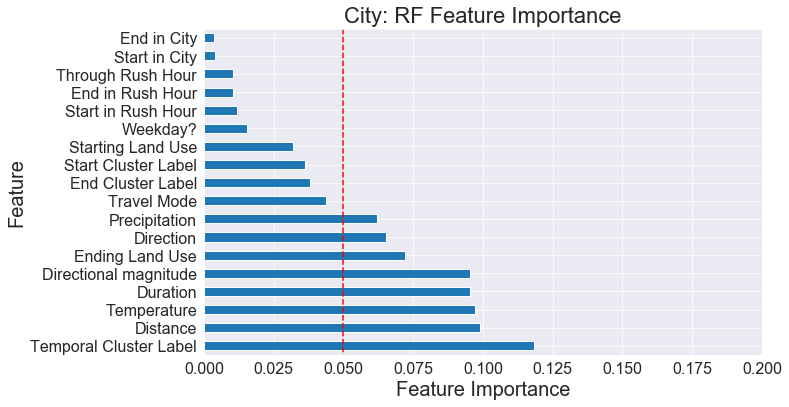 City: RF Feature Importance
End in City
Start in City
Through Rush Hour
End in Rush Hour
Start in Rush Hour
Weekday?
Starting Land Use
Start Cluster Label
End Cluster Label
Travel Mode
Precipitation
Direction
Ending Land Use
Directional magnitude
Duration
Temperature
Distance
Temporal Cluster Label
Feature
0.000 0.025 0.050 0.075 0.100 0.125 0.150 0.175 0.200
Feature Importance